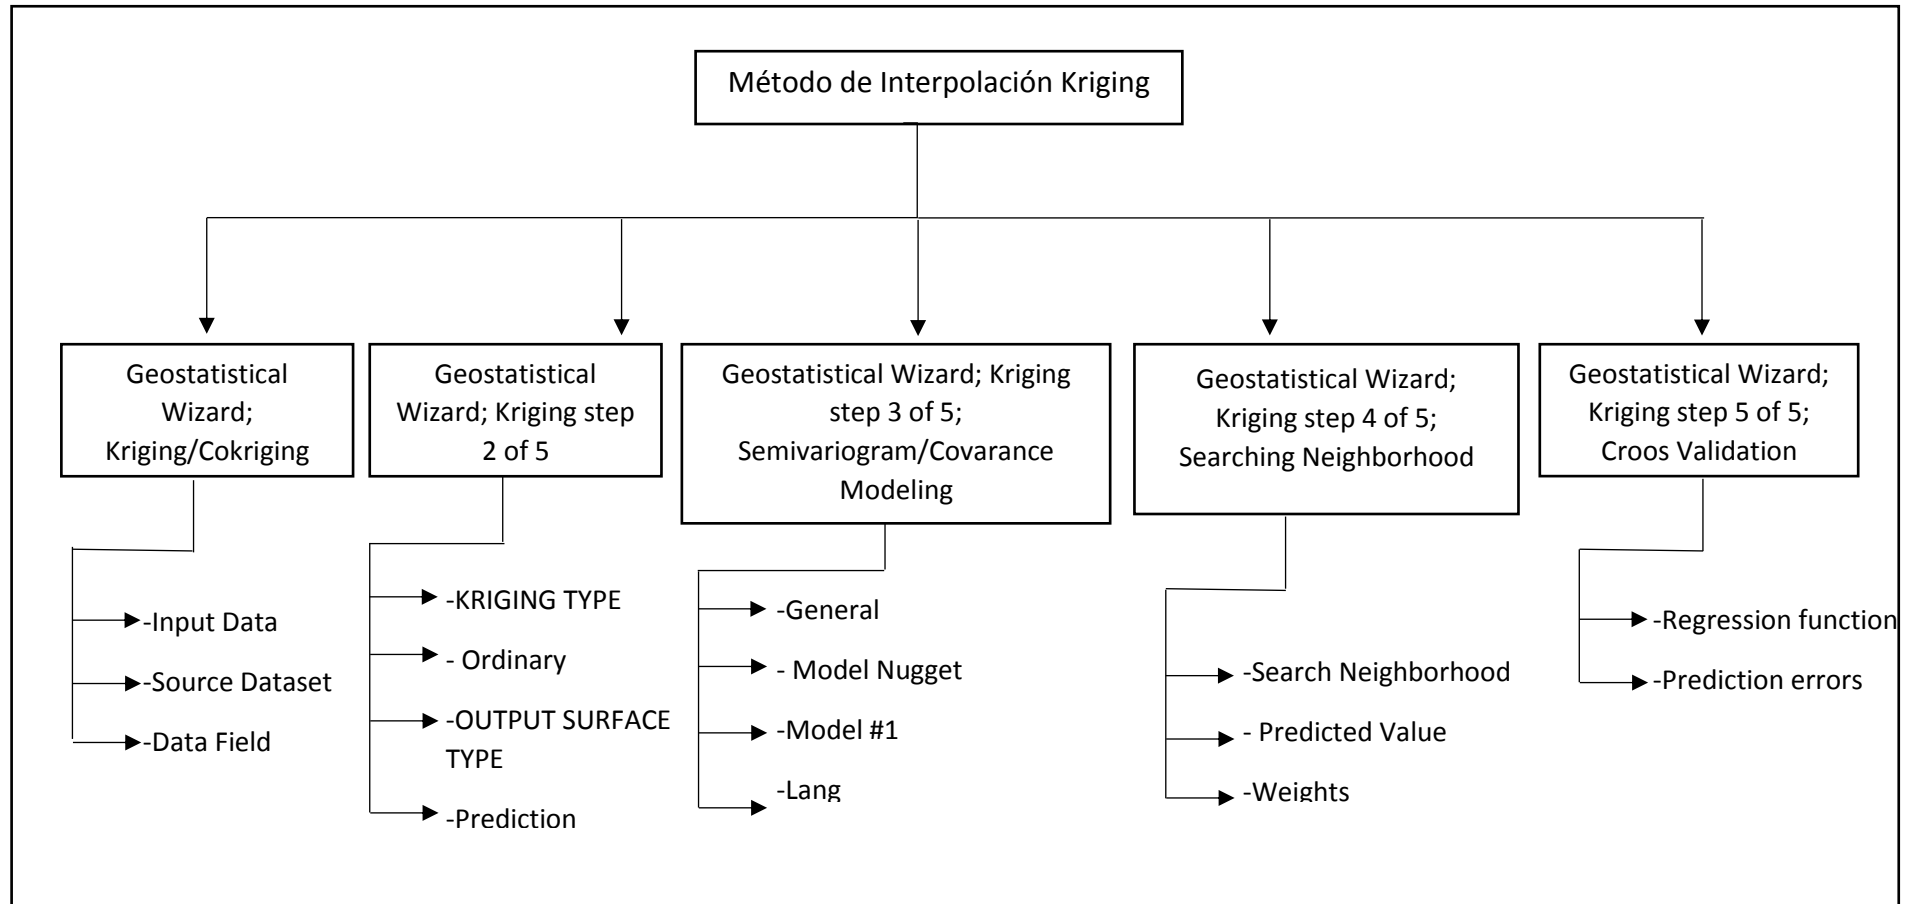 Método de Interpolación Kriging
Geostatistical
Wizard;
Kriging/Cokriging
-Input Data
-Source Dataset
-Data Field
Geostatistical
Wizard; Kriging step
2 of 5
-KRIGING TYPE
- Ordinary
-OUTPUT SURFACE
TYPE
-Prediction
Geostatistical Wizard; Kriging
step 3 of 5;
Semivariogram/Covarance
Modeling
-General
- Model Nugget
-Model #1
-Lang
Geostatistical Wizard;
Kriging step 4 of 5;
Searching Neighborhood
-Search Neighborhood
- Predicted Value
-Weights
Geostatistical Wizard;
Kriging step 5 of 5;
Croos Validation
-Regression function
-Prediction errors